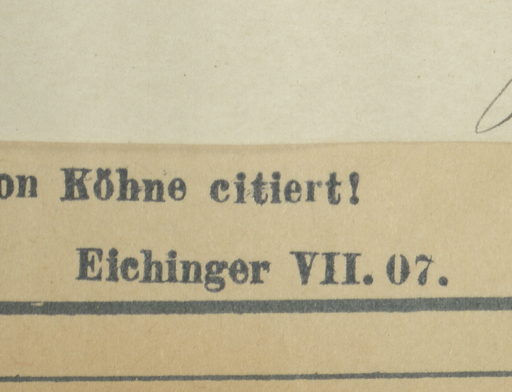 on Köhne citiert!
Eichinger VII. 07.